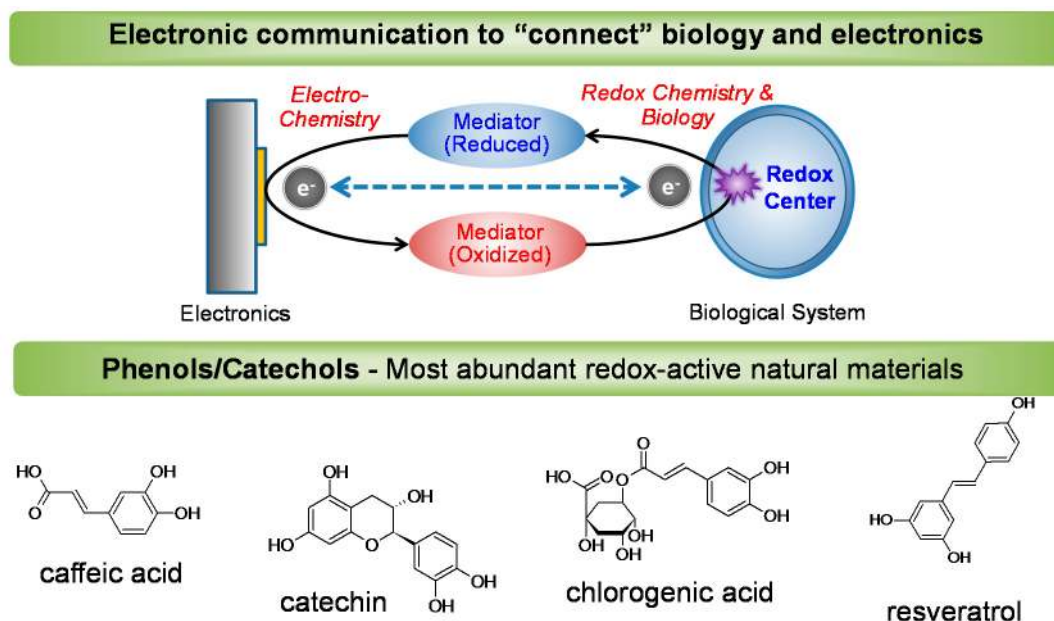 Electronic communication to “connect” biology and electronics
Electro-
Chemistry
Redox Chemistry &
Biology
Mediator
(Reduced)
e-
e-
Redox
Center
Mediator
(Oxidized)
Electronics
Biological System
Phenols/Catechols - Most abundant redox-active natural materials
HO
O
OH
OH
caffeic acid
OH
OH
HO
O
OH
OH
catechin
O
HO
O
O
OH
OH
OH
OH
HO
chlorogenic acid
OH
HO
OH
resveratrol